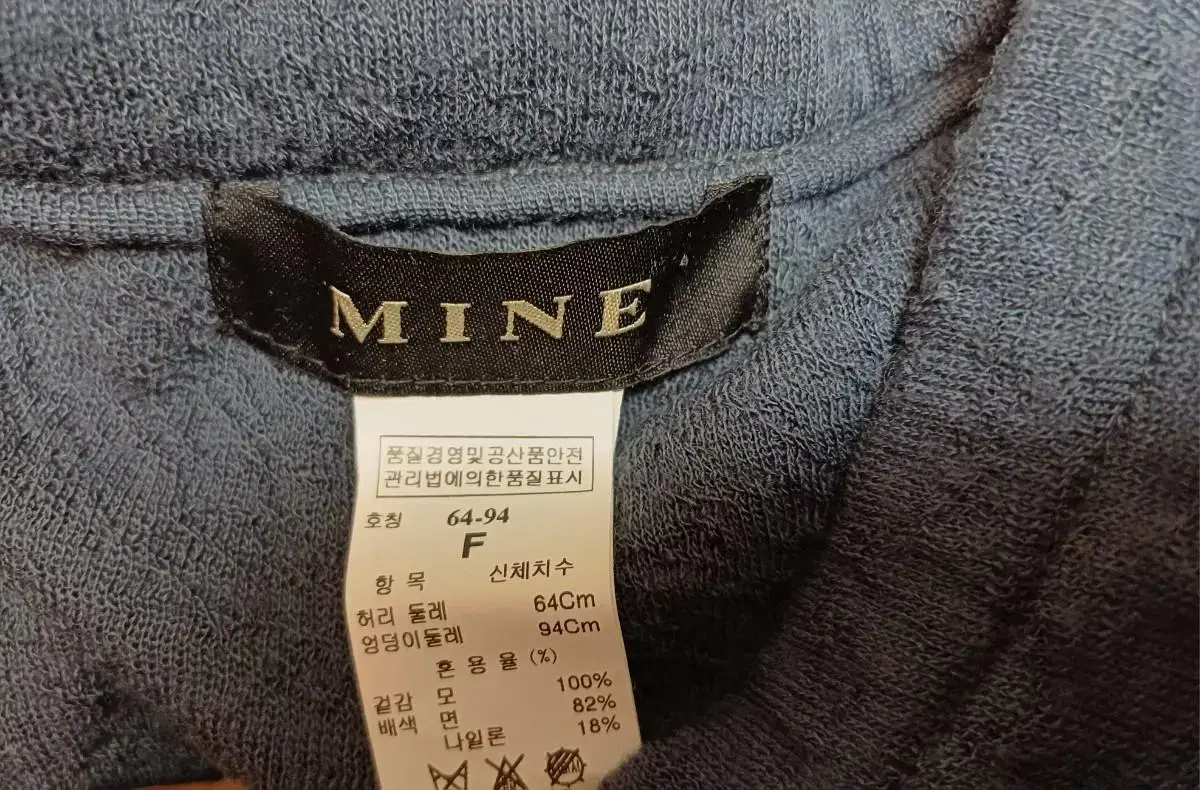 MINE
품질경영및공산품안전
관리법에의한품질표시
호칭 64-94
F
항 목 신체치수
허리 둘레 64Cm
엉덩이둘레 94Cm
혼 용 율 (%)
겉감 모 100%
배색 면 82%
나일론 18%